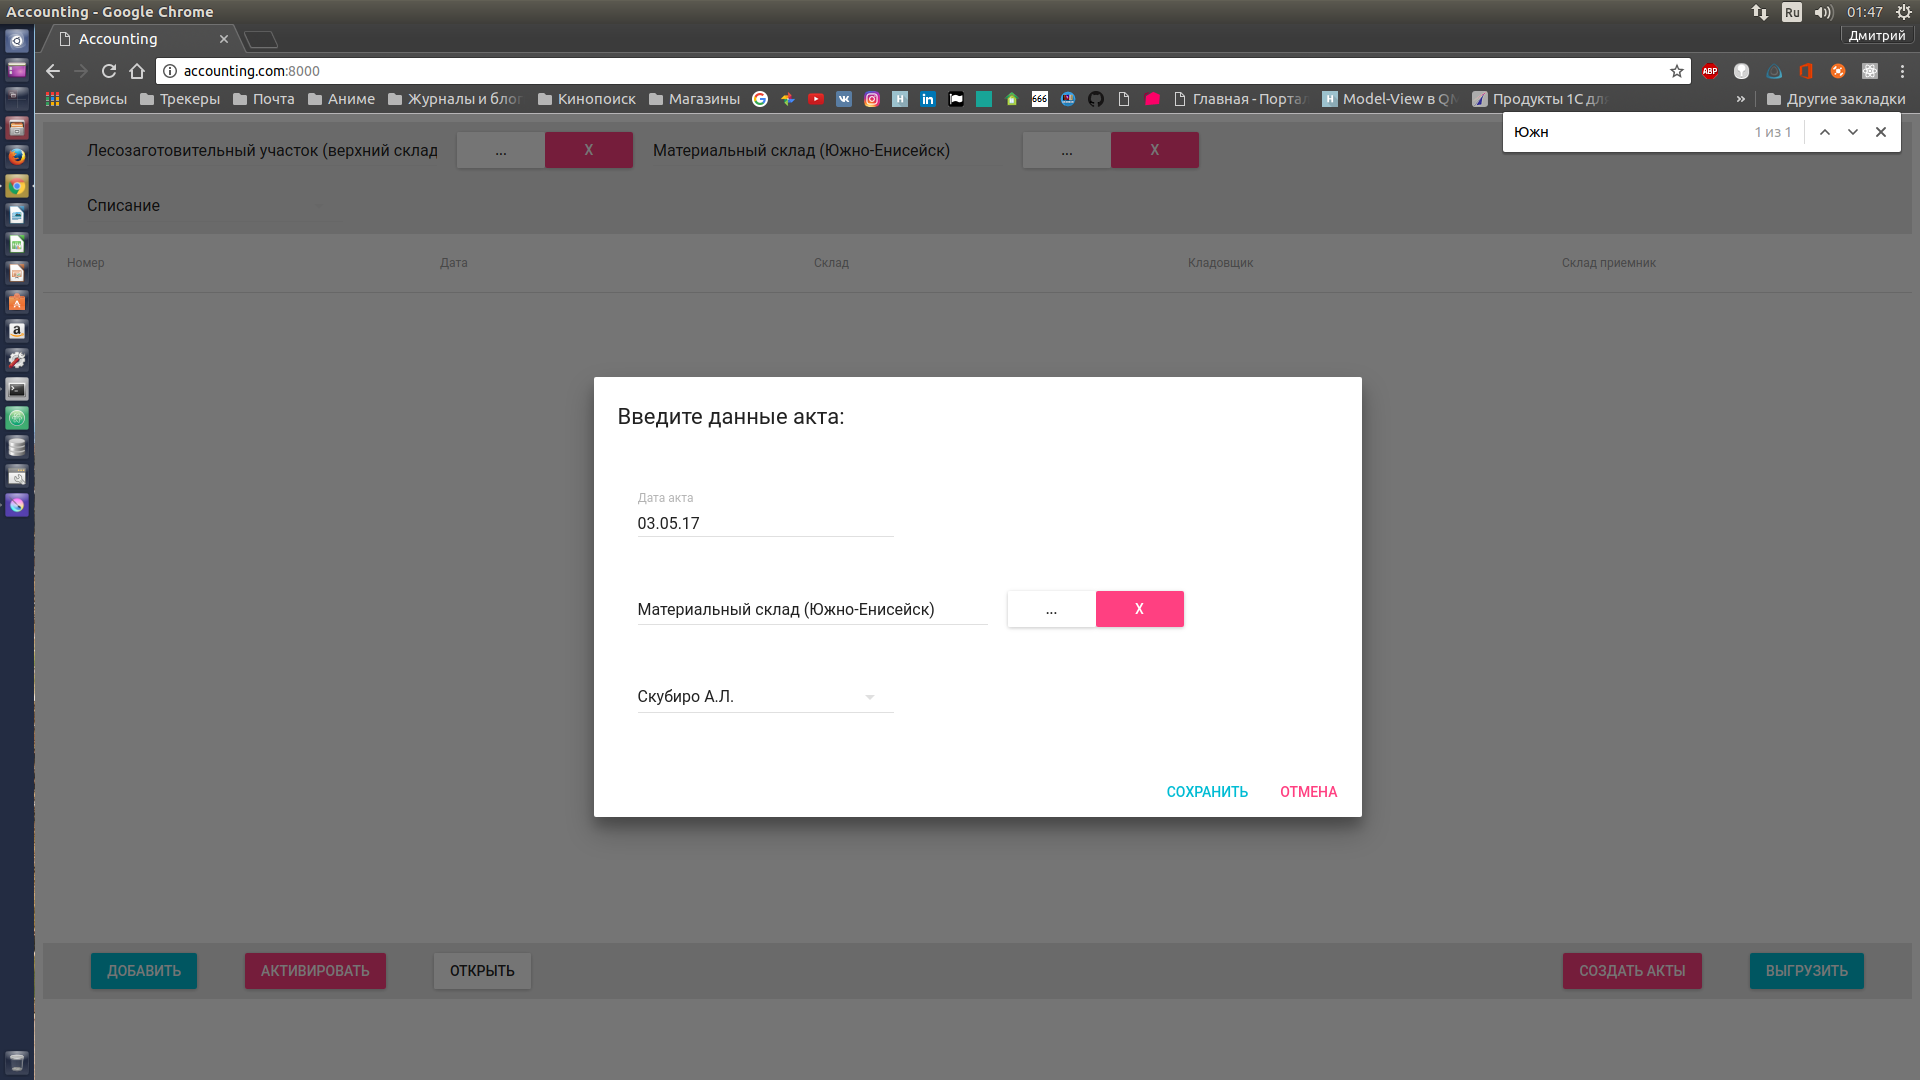 Accounting - Google Chrome
Ru
01:47
Accounting
Дмитрий
accounting.com:8000
ABP
Сервисы
Трекеры
Почта
Аниме
Журналы и блог
Кинопоиск
Магазины
666
Главная - Портал
Model-View в QM
Продукты 1С для
»
Другие закладки
Южн
1 из 1
Лесозаготовительный участок (верхний склад
...
X
Материальный склад (Южно-Енисейск)
...
X
Списание
Номер
Дата
Склад
Кладовщик
Склад приемник
Введите данные акта:
Дата акта
03.05.17
Материальный склад (Южно-Енисейск)
...
X
Скубиро А.Л.
СОХРАНИТЬ
ОТМЕНА
ДОБАВИТЬ
АКТИВИРОВАТЬ
ОТКРЫТЬ
СОЗДАТЬ АКТЫ
ВЫГРУЗИТЬ